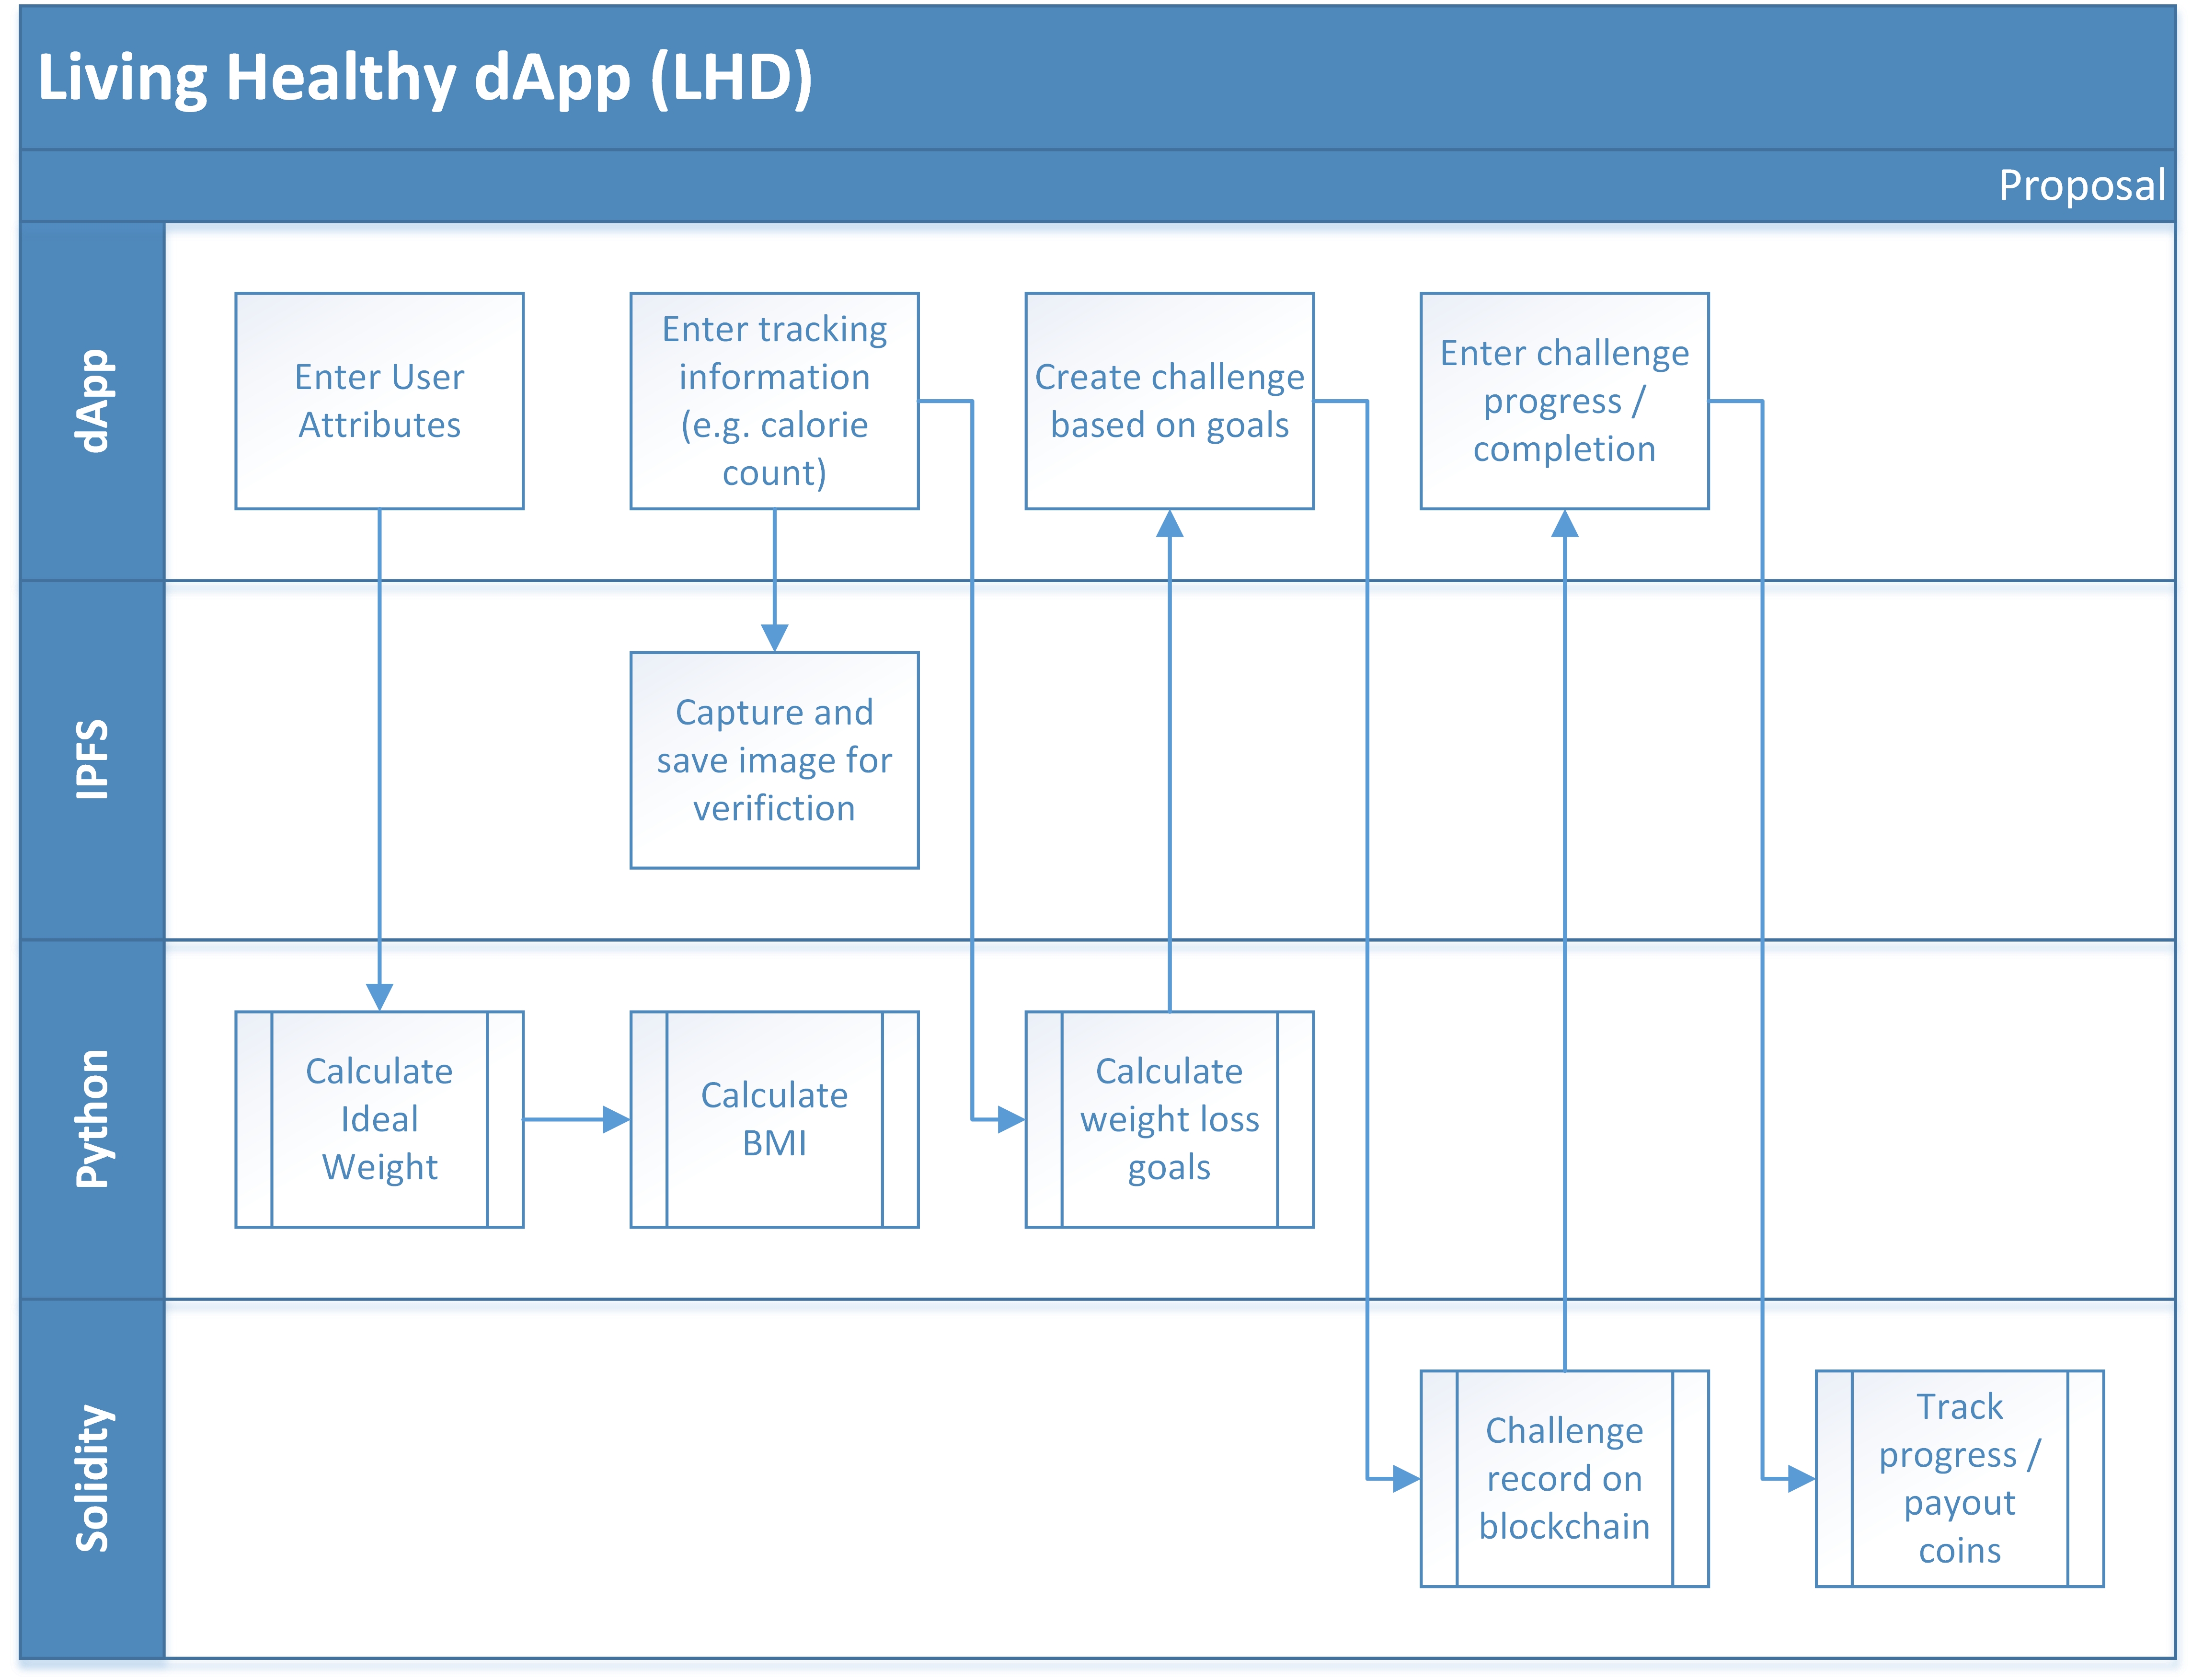 Living Healthy dApp (LHD)
Proposal
dApp
Enter User
Attributes
Enter tracking
information
(e.g. calorie
count)
Create challenge
based on goals
Enter challenge
progress /
completion
IPFS
Capture and
save image for
verifiction
Python
Calculate
Ideal
Weight
Calculate
BMI
Calculate
weight loss
goals
Solidity
Challenge
record on
blockchain
Track
progress /
payout
coins